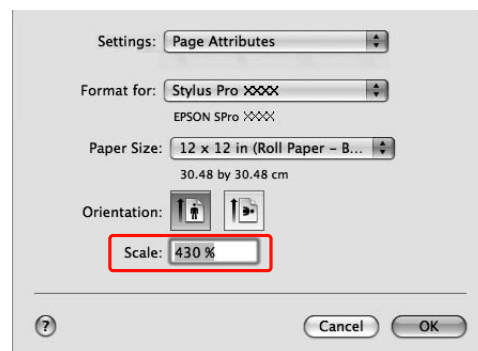 Settings: Page Attributes
Format for: Stylus Pro XXXX
EPSON SPro XXXX
Paper Size: 12 x 12 in (Roll Paper – B...
30.48 by 30.48 cm
Orientation:
Scale: 430 %
? Cancel OK